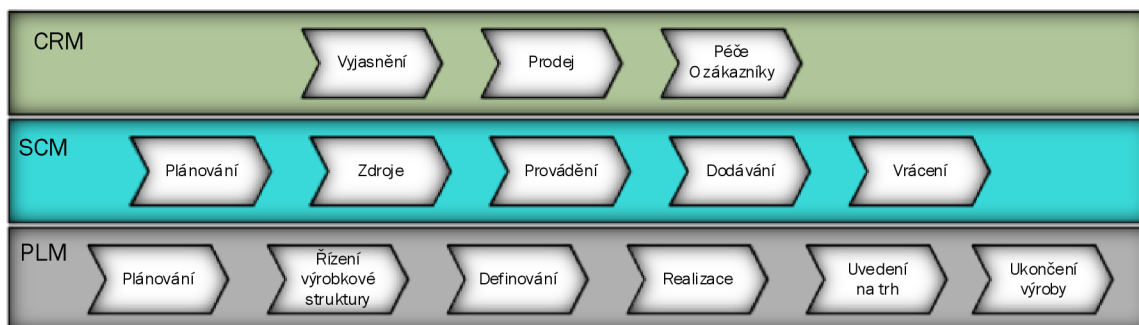 CRM
Vyjasnění
Prodej
Péče
O zákazníky
SCM
Plánování
Zdroje
Provádění
Dodávání
Vrácení
PLM
Plánování
Řízení
výrobkové
struktury
Definování
Realizace
Uvedení
na trh
Ukončení
výroby